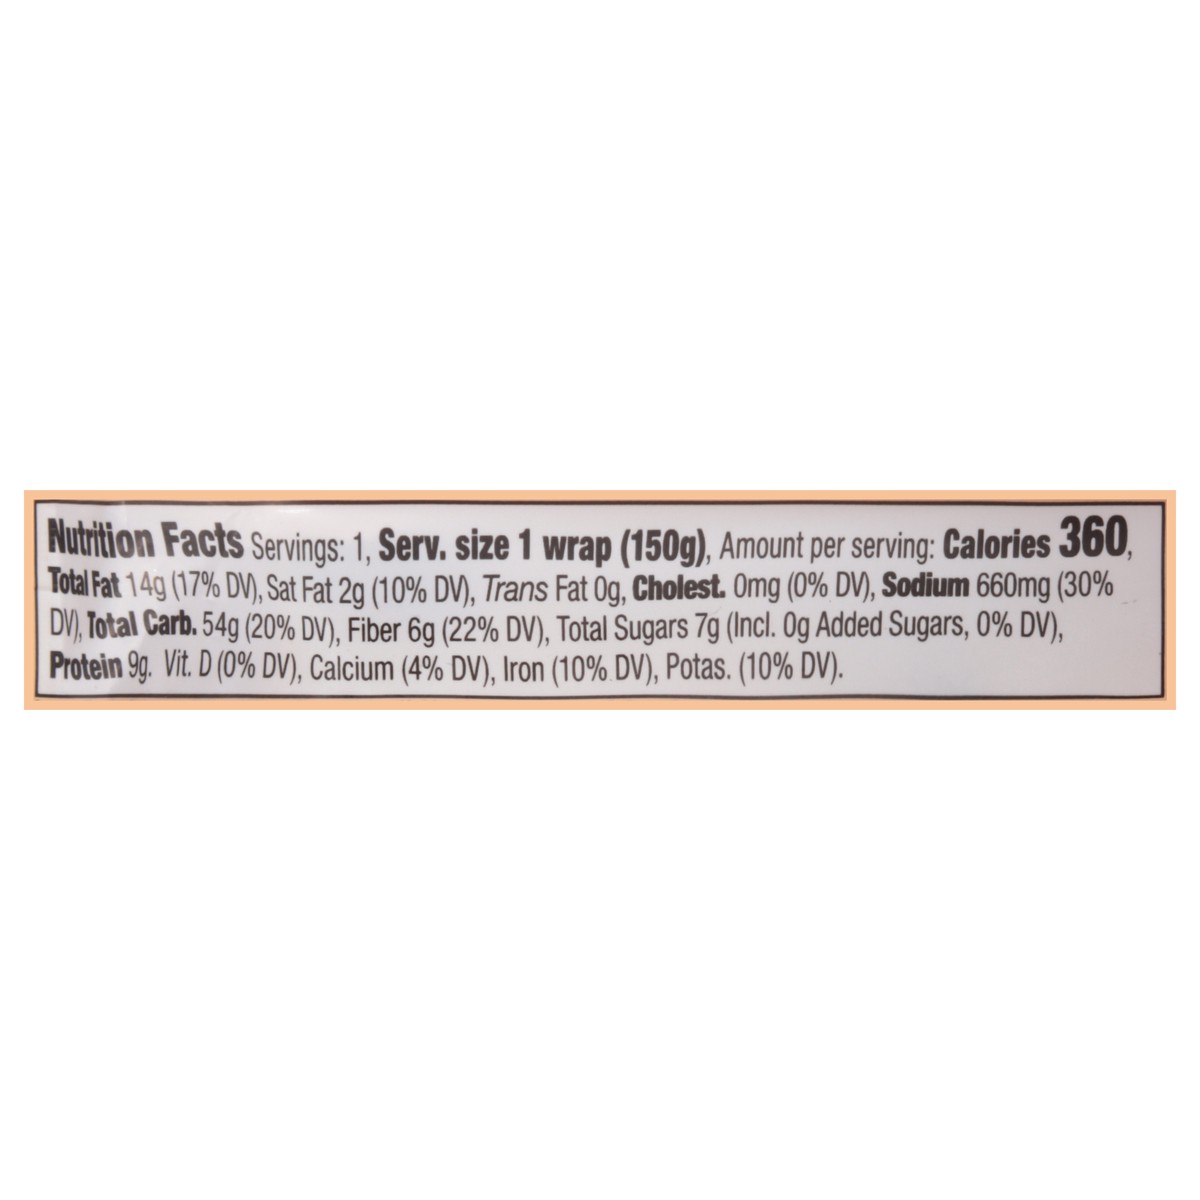 Nutrition Facts Servings: 1, Serv. size 1 wrap (150g), Amount per serving: Calories 360,
Total Fat 14g (17% DV), Sat Fat 2g (10% DV), Trans Fat 0g, Cholest. 0mg (0% DV), Sodium 660mg (30%
DV), Total Carb. 54g (20% DV), Fiber 6g (22% DV), Total Sugars 7g (Incl. 0g Added Sugars, 0% DV),
Protein 9g. Vit. D (0% DV), Calcium (4% DV), Iron (10% DV), Potas. (10% DV).